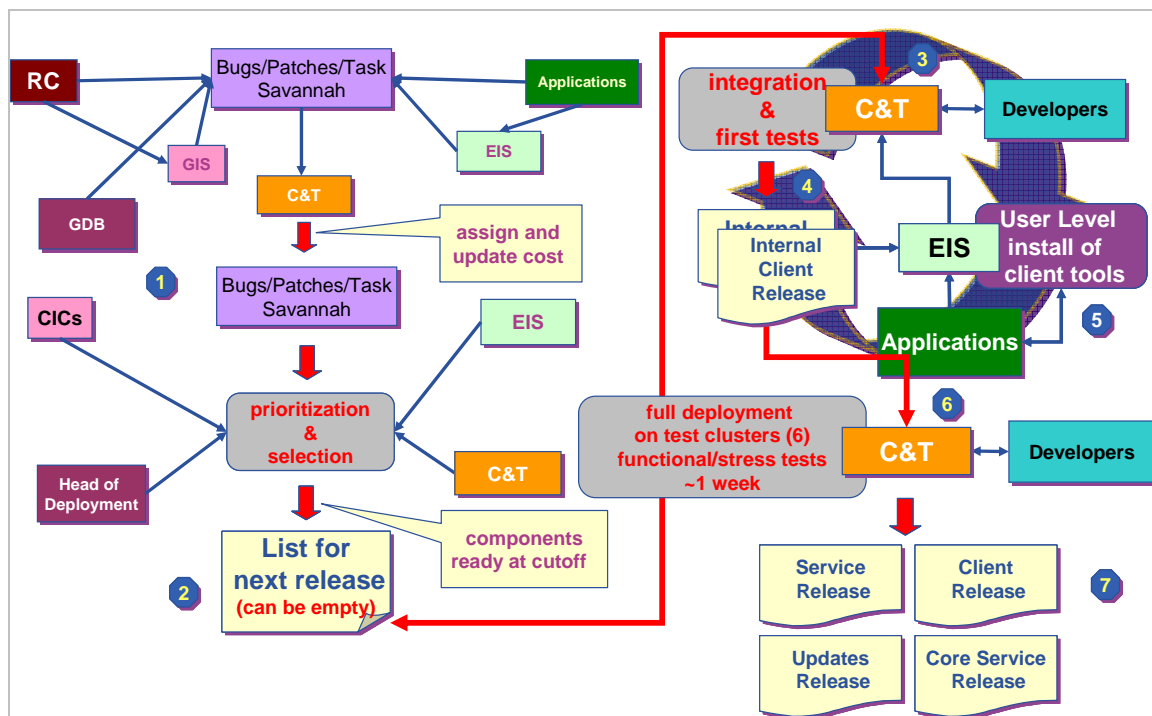 RC
Bugs/Patches/Task
Savannah
Applications
GIS
EIS
C&T
GDB
assign and
update cost
1
Bugs/Patches/Task
Savannah
CICs
EIS
prioritization
&
selection
Head of
Deployment
C&T
components
ready at cutoff
2
List for
next release
(can be empty)
3
integration
&
first tests
C&T
Developers
4
Internal
Internal
Client
Release
EIS
User Level
install of
client tools
5
Applications
6
full deployment
on test clusters (6)
functional/stress tests
~1 week
C&T
Developers
Service
Release
Client
Release
7
Updates
Release
Core Service
Release